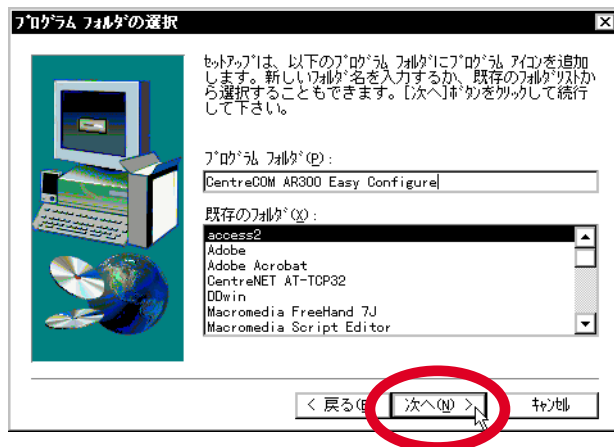 ﾌﾟﾛｸﾞﾗﾑ ﾌｫﾙﾀﾞの選択
ｾｯﾄｱｯﾌﾟは、以下のﾌﾟﾛｸﾞﾗﾑ ﾌｫﾙﾀﾞにﾌﾟﾛｸﾞﾗﾑ ｱｲｺﾝを追加
します。新しいﾌｫﾙﾀﾞ名を入力するか、既存のﾌｫﾙﾀﾞﾘｽﾄか
ら選択することもできます。[次へ]ﾎﾞﾀﾝをｸﾘｯｸして続行
して下さい。
ﾌﾟﾛｸﾞﾗﾑ ﾌｫﾙﾀﾞ(P):
CentreCOM AR300 Easy Configure
既存のﾌｫﾙﾀﾞ(X):
access2
Adobe
Adobe Acrobat
CentreNET AT-TCP32
DDwin
Macromedia FreeHand 7J
Macromedia Script Editor
< 戻る(B
次へ(N) >
ｷｬﾝｾﾙ